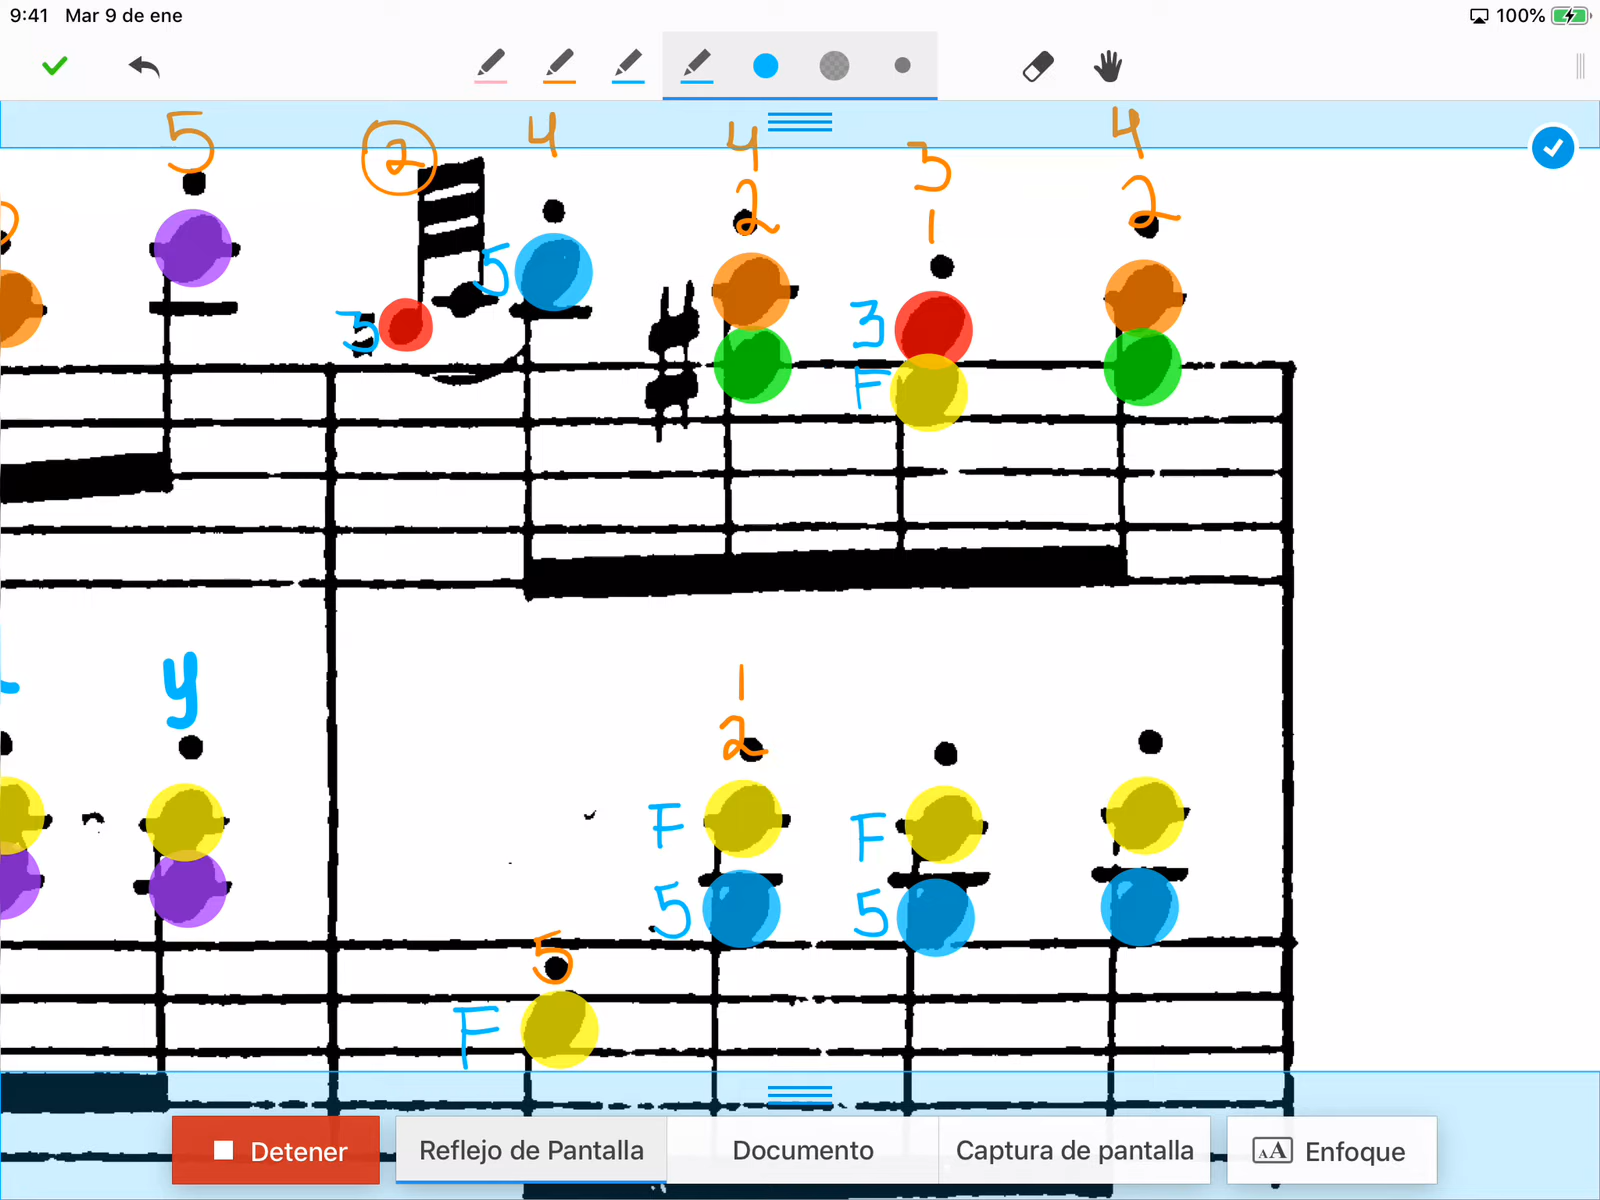 9:41 Mar 9 de ene 100%
5 2 4 4 3 4
2 1 2
5
3 3
F
y 1
2
F F
5 5
5
F
Detener Reflejo de Pantalla Documento Captura de pantalla AA Enfoque